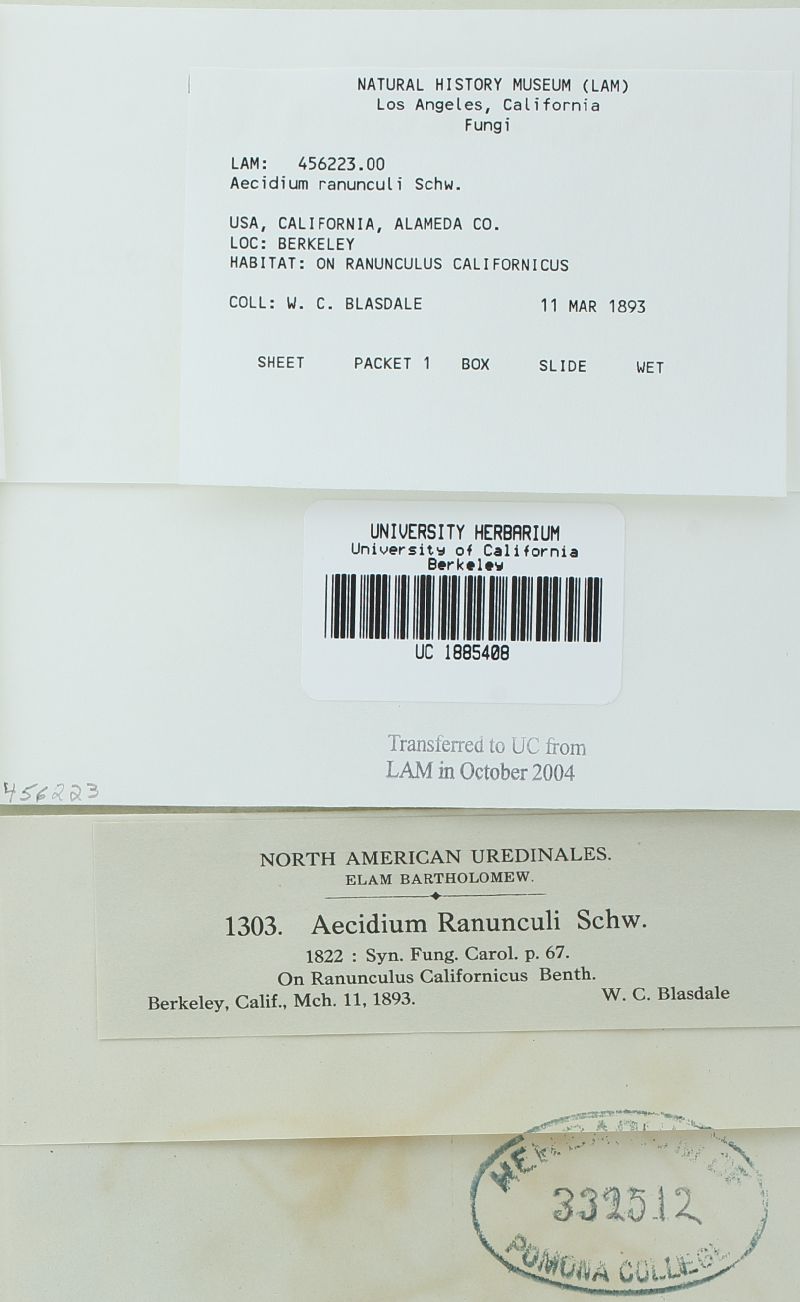 NATURAL HISTORY MUSEUM (LAM)
Los Angeles, California
Fungi
LAM: 456223.00
Aecidium ranunculi Schw.
USA, CALIFORNIA, ALAMEDA CO.
LOC: BERKELEY
HABITAT: ON RANUNCULUS CALIFORNICUS
COLL: W. C. BLASDALE 11 MAR 1893
SHEET PACKET 1 BOX SLIDE WET
UNIVERSITY HERBARIUM
University of California
Berkeley
UC 1885408
Transferred to UC from
LAM in October 2004
456223
NORTH AMERICAN UREDINALES.
ELAM BARTHOLOMEW.
1303. Aecidium Ranunculi Schw.
1822 : Syn. Fung. Carol. p. 67.
On Ranunculus Californicus Benth.
Berkeley, Calif., Mch. 11, 1893. W. C. Blasdale
HERBARIUM OF
332512
POMONA COLLEGE